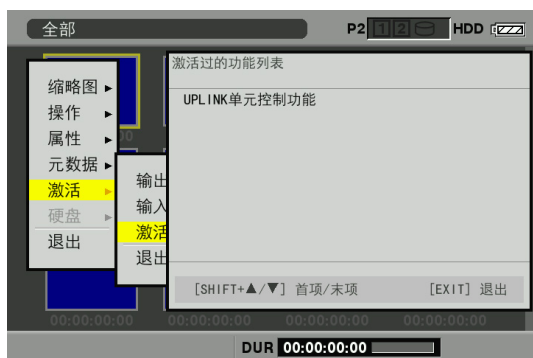 全部
P2 1 2 HDD
激活过的功能列表
UPLINK单元控制功能
缩略图
操作
属性
元数据
激活
硬盘
退出
输出
输入
激活
退出
[SHIFT+▲/▼] 首项/末项 [EXIT] 退出
00:00:00:00 00:00:00:00 00:00:00:00 00:00:00:00
DUR 00:00:00:00